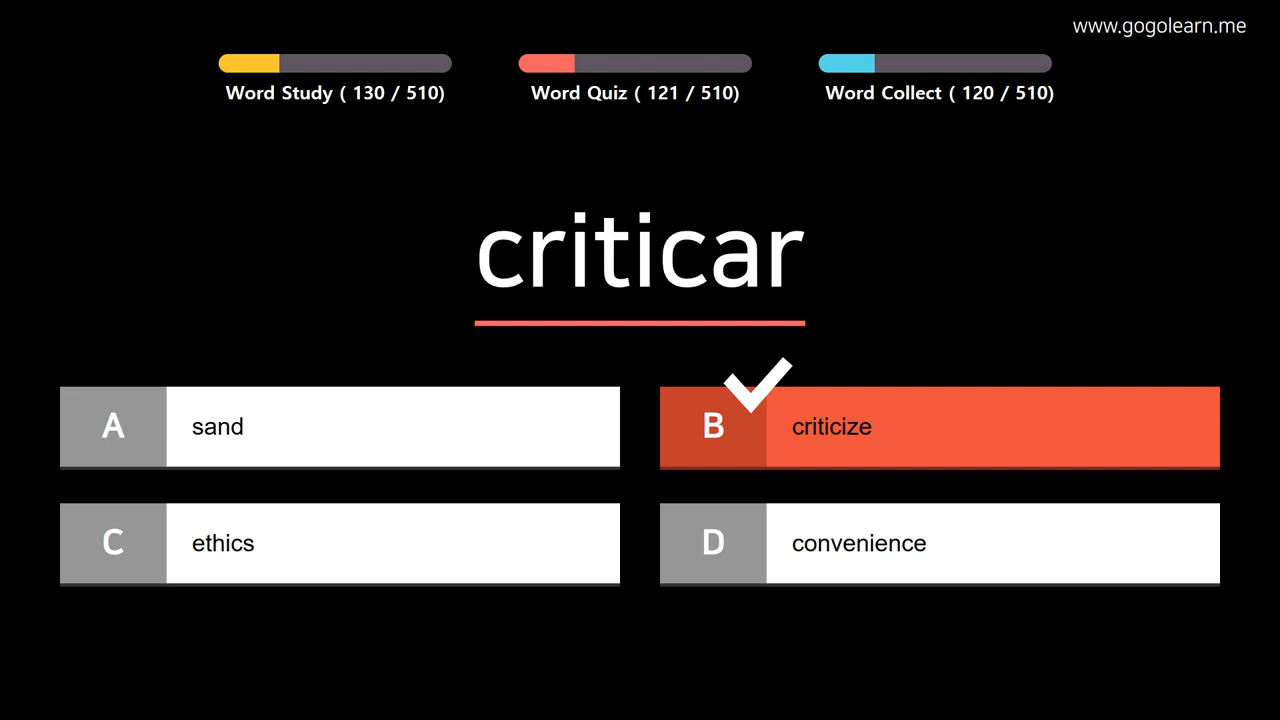 www.gogolearn.me
Word Study ( 130 / 510)
Word Quiz ( 121 / 510)
Word Collect ( 120 / 510)
criticar
A
sand
B
criticize
C
ethics
D
convenience